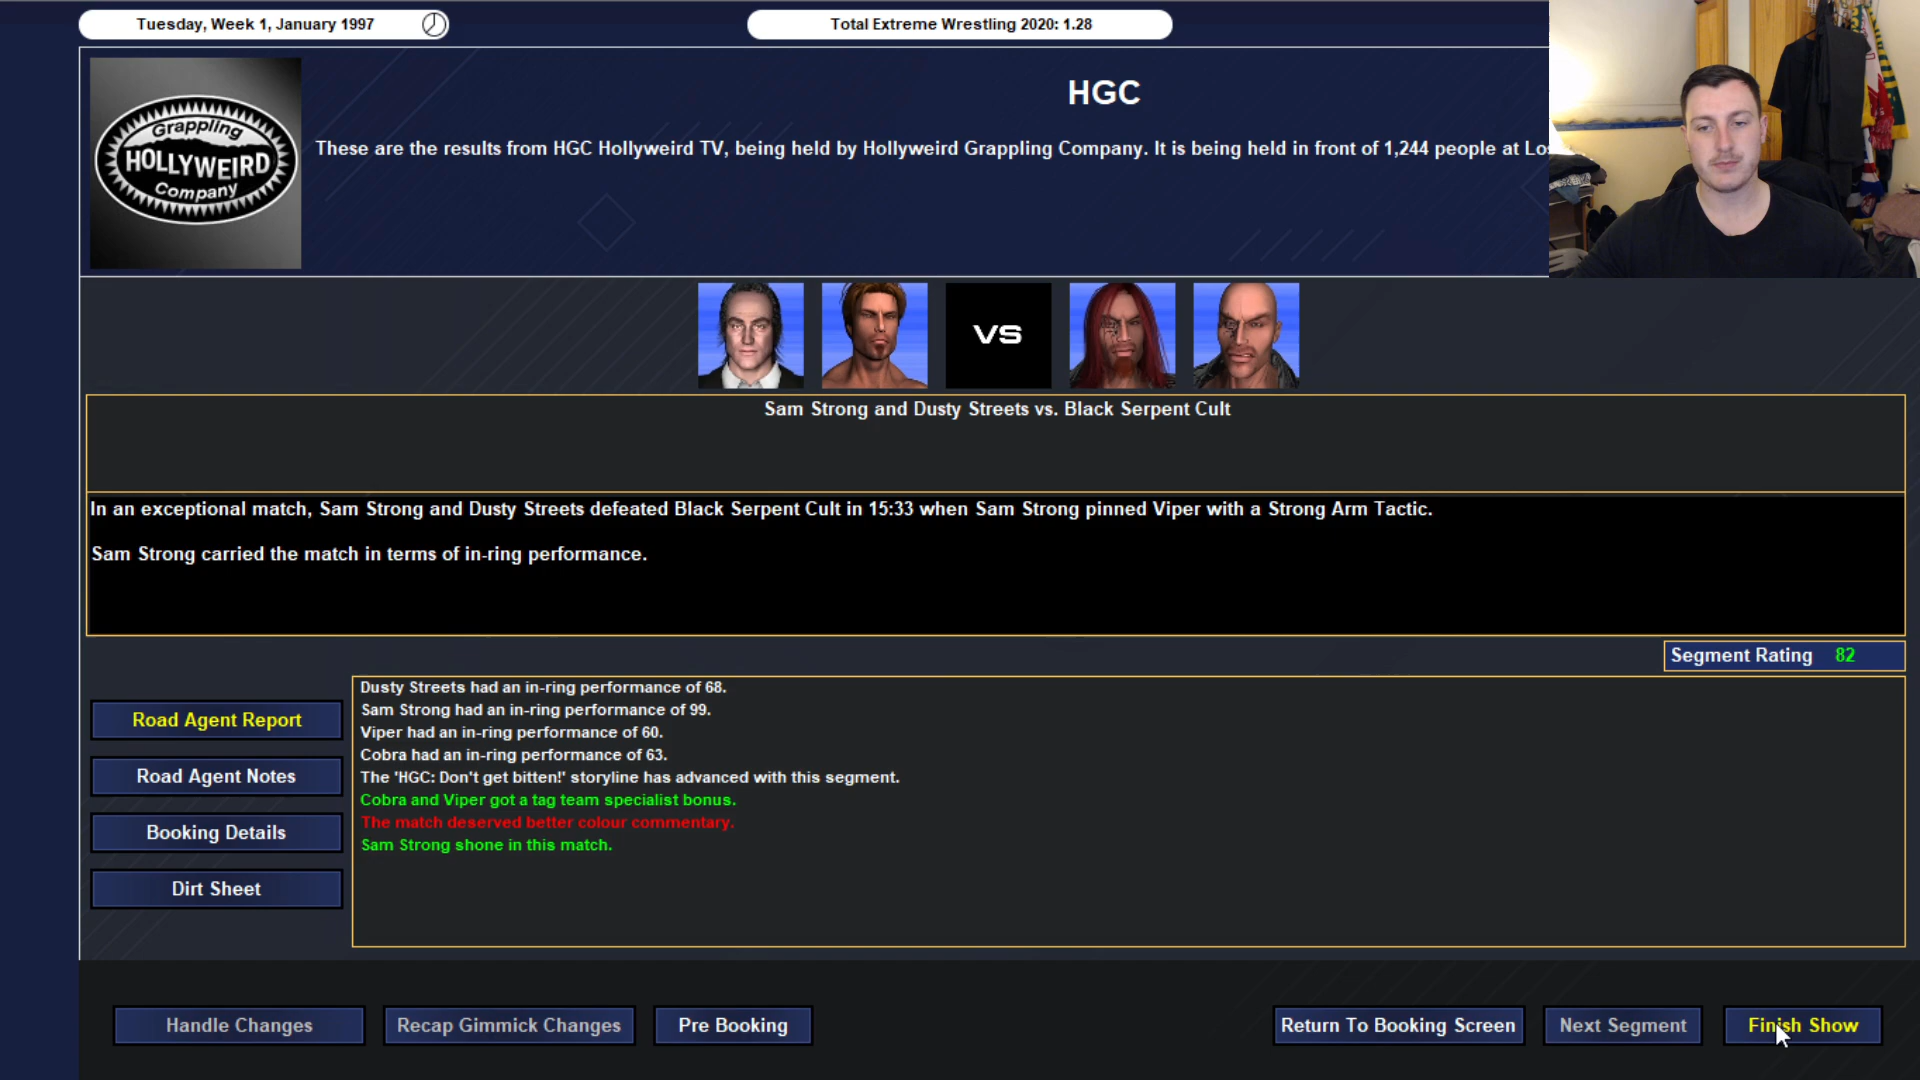 Tuesday, Week 1, January 1997
Total Extreme Wrestling 2020: 1.28
Grappling
HOLLYWEIRD
Company
HGC
These are the results from HGC Hollyweird TV, being held by Hollyweird Grappling Company. It is being held in front of 1,244 people at Lo
VS
Sam Strong and Dusty Streets vs. Black Serpent Cult
In an exceptional match, Sam Strong and Dusty Streets defeated Black Serpent Cult in 15:33 when Sam Strong pinned Viper with a Strong Arm Tactic.
Sam Strong carried the match in terms of in-ring performance.
Segment Rating 82
Road Agent Report
Road Agent Notes
Booking Details
Dirt Sheet
Dusty Streets had an in-ring performance of 68.
Sam Strong had an in-ring performance of 99.
Viper had an in-ring performance of 60.
Cobra had an in-ring performance of 63.
The 'HGC: Don't get bitten!' storyline has advanced with this segment.
Cobra and Viper got a tag team specialist bonus.
The match deserved better colour commentary.
Sam Strong shone in this match.
Handle Changes
Recap Gimmick Changes
Pre Booking
Return To Booking Screen
Next Segment
Finish Show